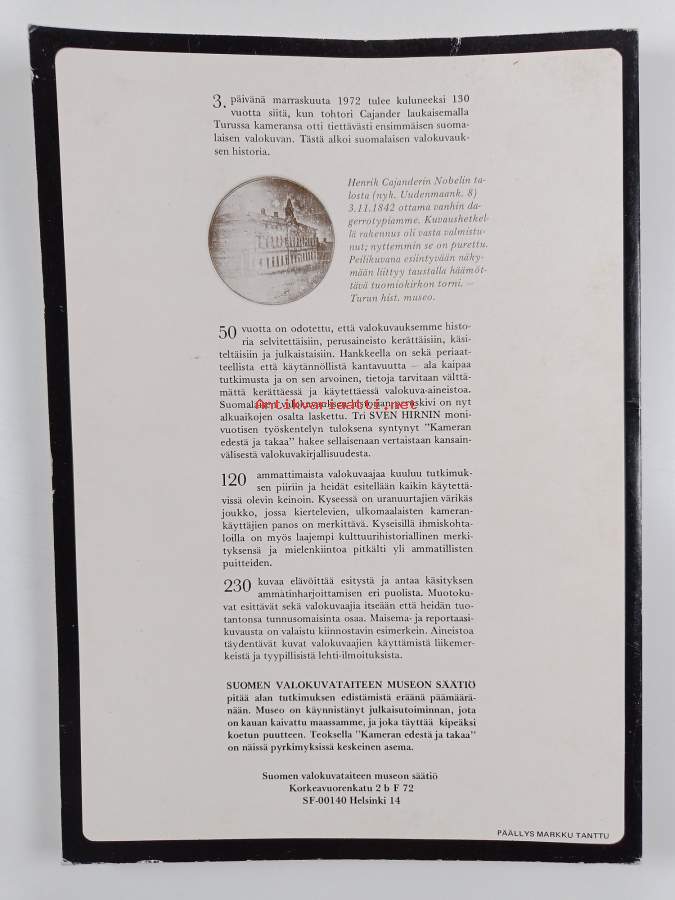 3. päivänä marraskuuta 1972 tulee kuluneeksi 130
vuotta siitä, kun tohtori Cajander laukaisemalla
Turussa kameransa otti tiettävästi ensimmäisen suoma-
laisen valokuvan. Tästä alkoi suomalaisen valokuvauk-
sen historia.
Henrik Cajanderin Nobelin ta-
losta (nyk. Uudenmaank. 8)
3.11.1842 ottama vanhin da-
gerrotypiamme. Kuvaushetkel-
lä rakennus oli vasta valmistu-
nut; nyttemmin se on purettu.
Peilikuvana esiintyvään näky-
mään liittyy taustalla häämöt-
tävä tuomiokirkon torni. —
Turun hist. museo.
50 vuotta on odotettu, että valokuvauksemme histo-
ria selvitettäisiin, perusaineisto kerättäisiin, käsi-
teltäisiin ja julkaistaisiin. Hankkeella on sekä periaat-
teellista että käytännöllistä kantavuutta — ala kaipaa
tutkimusta ja on sen arvoinen, tietoja tarvitaan välttä-
mättä kerättäessä ja käytettäessä valokuva-aineistoa.
Suomalaisen valokuvauksen historian peruskivi on nyt
Antikvariaatti.net
alkuaikojen osalta laskettu. Tri SVEN HIRNIN moni-
vuotisen työskentelyn tuloksena syntynyt "Kameran
edestä ja takaa" hakee sellaisenaan vertaistaan kansain-
välisestä valokuvakirjallisuudesta.
120 ammattimaista valokuvaajaa kuuluu tutkimuk-
sen piiriin ja heidät esitellään kaikin käytettä-
vissä olevin keinoin. Kyseessä on uranuurtajien värikäs
joukko, jossa kiertelevien, ulkomaalaisten kameran-
käyttäjien panos on merkittävä. Kyseisillä ihmiskohta-
loilla on myös laajempi kulttuurihistoriallinen merki-
tyksensä ja mielenkiintoa pitkälti yli ammatillisten
puitteiden.
230 kuvaa elävöittää esitystä ja antaa käsityksen
ammatinharjoittamisen eri puolista. Muotoku-
vat esittävät sekä valokuvaajia itseään että heidän tuo-
tantonsa tunnusomaisinta osaa. Maisema- ja reportaasi-
kuvausta on valaistu kiinnostavin esimerkein. Aineistoa
täydentävät kuvat valokuvaajien käyttämistä liikemer-
keistä ja tyypillisistä lehti-ilmoituksista.
SUOMEN VALOKUVATAITEEN MUSEON SÄÄTIÖ
pitää alan tutkimuksen edistämistä eräänä päämäärä-
nään. Museo on käynnistänyt julkaisutoiminnan, jota
on kauan kaivattu maassamme, ja joka täyttää kipeäksi
koetun puutteen. Teoksella "Kameran edestä ja takaa"
on näissä pyrkimyksissä keskeinen asema.
Suomen valokuvataiteen museon säätiö
Korkeavuorenkatu 2 b F 72
SF-00140 Helsinki 14
PÄÄLLYS MARKKU TANTTU